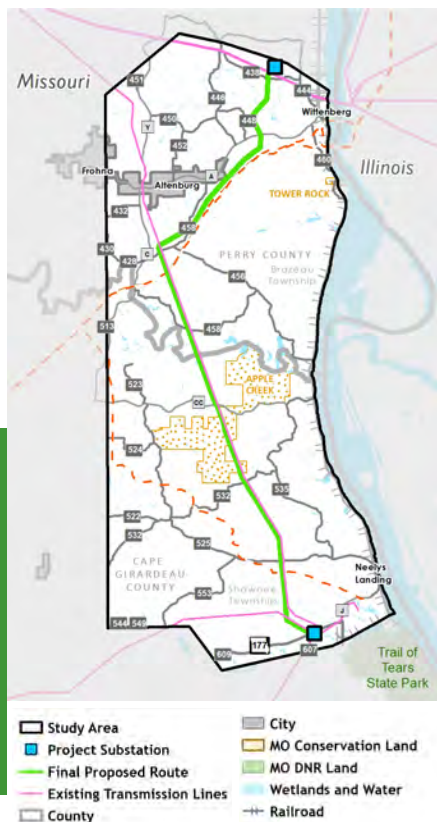 Missouri
Illinois
451
438
446
444
450
448
Y
452
Wittenberg
460
Frohna
Altenburg
A
TOWER ROCK
432
458
430
C
428
PERRY COUNTY
Brazeau
Township
456
513
458
523
APPLE
CREEK
CC
524
532
535
522
532
525
Neelys
Landing
CAPE
GIRARDEAU
COUNTY
553
Shawnee
Township
J
544
549
177
607
609
Trail of
Tears
State Park
Study Area
Project Substation
Final Proposed Route
Existing Transmission Lines
County
City
MO Conservation Land
MO DNR Land
Wetlands and Water
Railroad